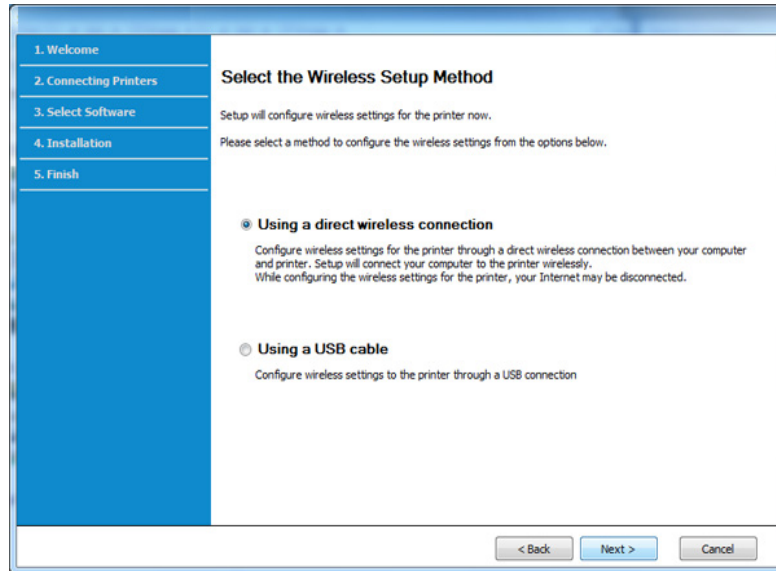 1. Welcome
2. Connecting Printers
3. Select Software
4. Installation
5. Finish
Select the Wireless Setup Method
Setup will configure wireless settings for the printer now.
Please select a method to configure the wireless settings from the options below.
Using a direct wireless connection
Configure wireless settings for the printer through a direct wireless connection between your computer
and printer. Setup will connect your computer to the printer wirelessly.
While configuring the wireless settings for the printer, your Internet may be disconnected.
Using a USB cable
Configure wireless settings to the printer through a USB connection
< Back
Next >
Cancel